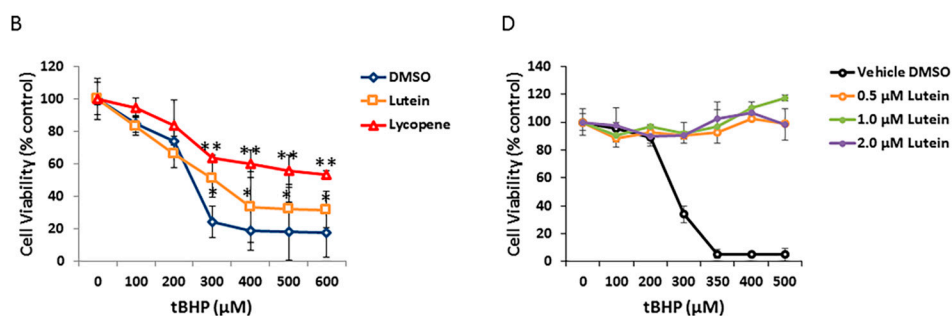 B
Cell Viability (% control)
120
100
80
60
40
20
0
** ** ** **
* * * *
0 100 200 300 400 500 600
tBHP (µM)
DMSO
Lutein
Lycopene
D
Cell Viability (% control)
140
120
100
80
60
40
20
0
0 100 200 300 350 400 500
tBHP (µM)
Vehicle DMSO
0.5 µM Lutein
1.0 µM Lutein
2.0 µM Lutein